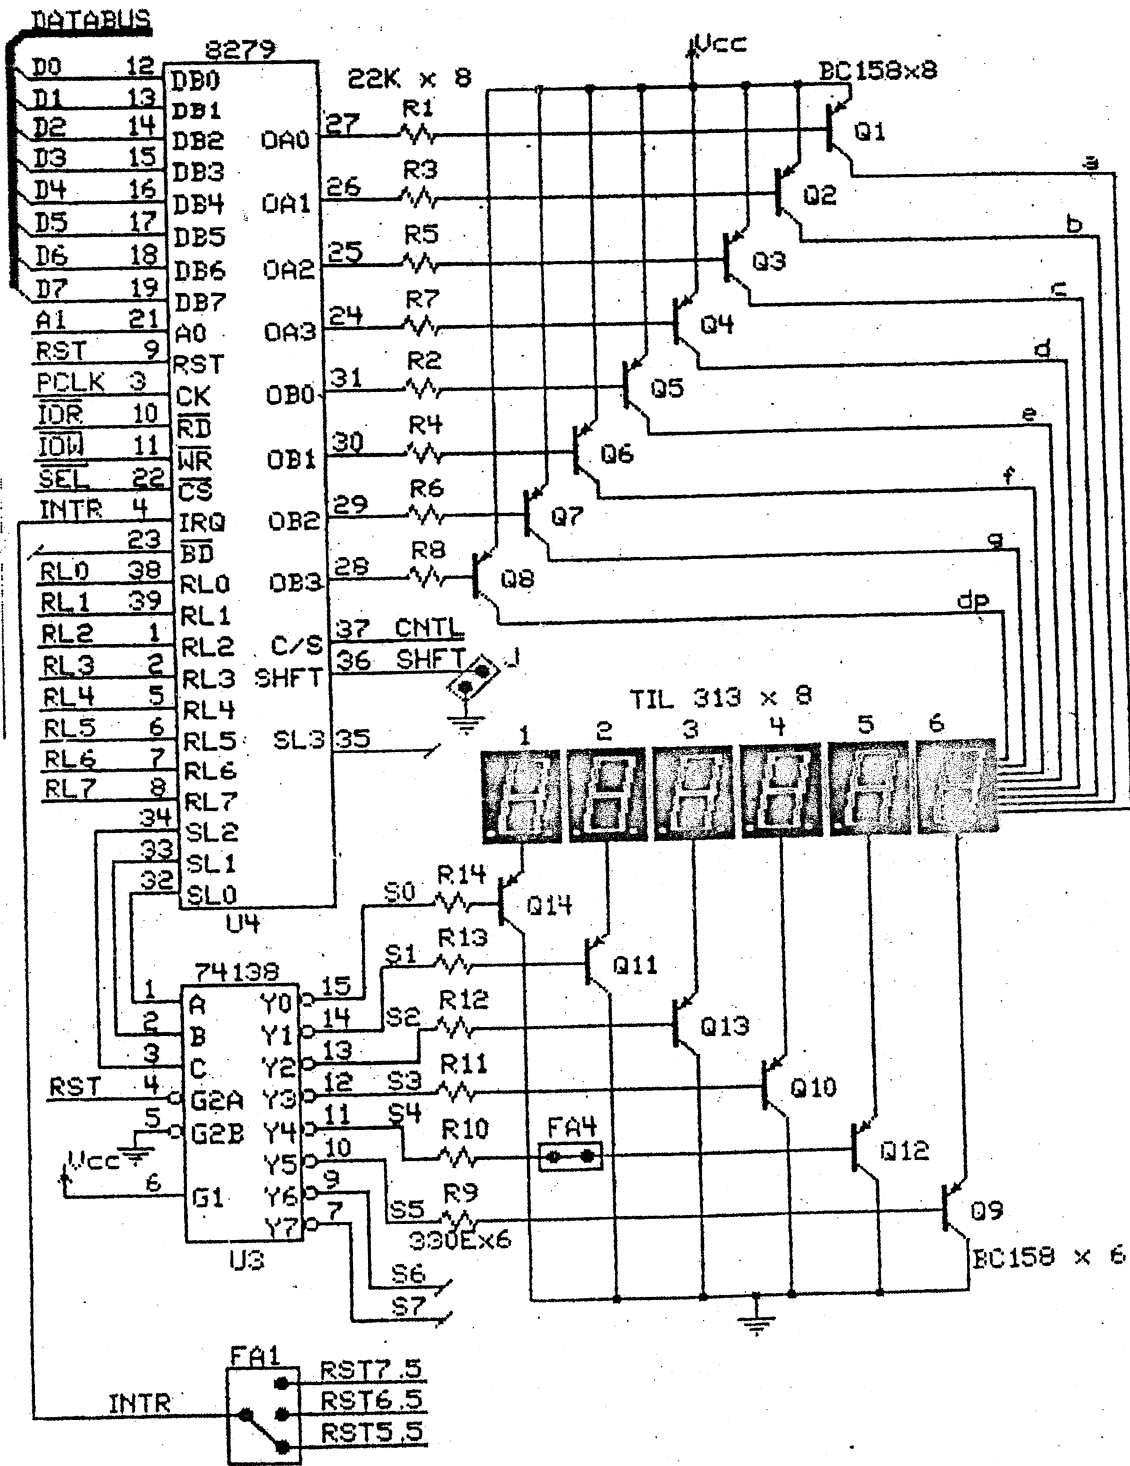 DATABUS
8279
Vcc
22K x 8
BC158x8
D0 12 DB0
D1 13 DB1
D2 14 DB2
D3 15 DB3
D4 16 DB4
D5 17 DB5
D6 18 DB6
D7 19 DB7
A1 21 A0
RST 9 RST
PCLK 3 CK
IOR 10 RD
IOW 11 WR
SEL 22 CS
INTR 4 IRQ
23 BD
RL0 38 RL0
RL1 39 RL1
RL2 1 RL2
RL3 2 RL3
RL4 5 RL4
RL5 6 RL5
RL6 7 RL6
RL7 8 RL7
34 SL2
33 SL1
32 SL0
U4
OA0 27 R1 Q1 a
OA1 26 R3 Q2 b
OA2 25 R5 Q3 c
OA3 24 R7 Q4 d
OB0 31 R2 Q5 e
OB1 30 R4 Q6 f
OB2 29 R6 Q7 g
OB3 28 R8 Q8 dp
C/S 37 CNTL
SHFT 36 SHFT J
SL3 35
TIL 313 x 8
1 2 3 4 5 6
74138
1 A
2 B
3 C
RST 4 G2A
5 G2B
Vcc
6 G1
U3
Y0 15 S0 R14 Q14
Y1 14 S1 R13 Q11
Y2 13 S2 R12 Q13
Y3 12 S3 R11 Q10
Y4 11 S4 R10 FA4 Q12
Y5 10 S5 R9 Q9
Y6 9 S6
Y7 7 S7
330Ex6
BC158 x 6
FA1
INTR
RST7.5
RST6.5
RST5.5